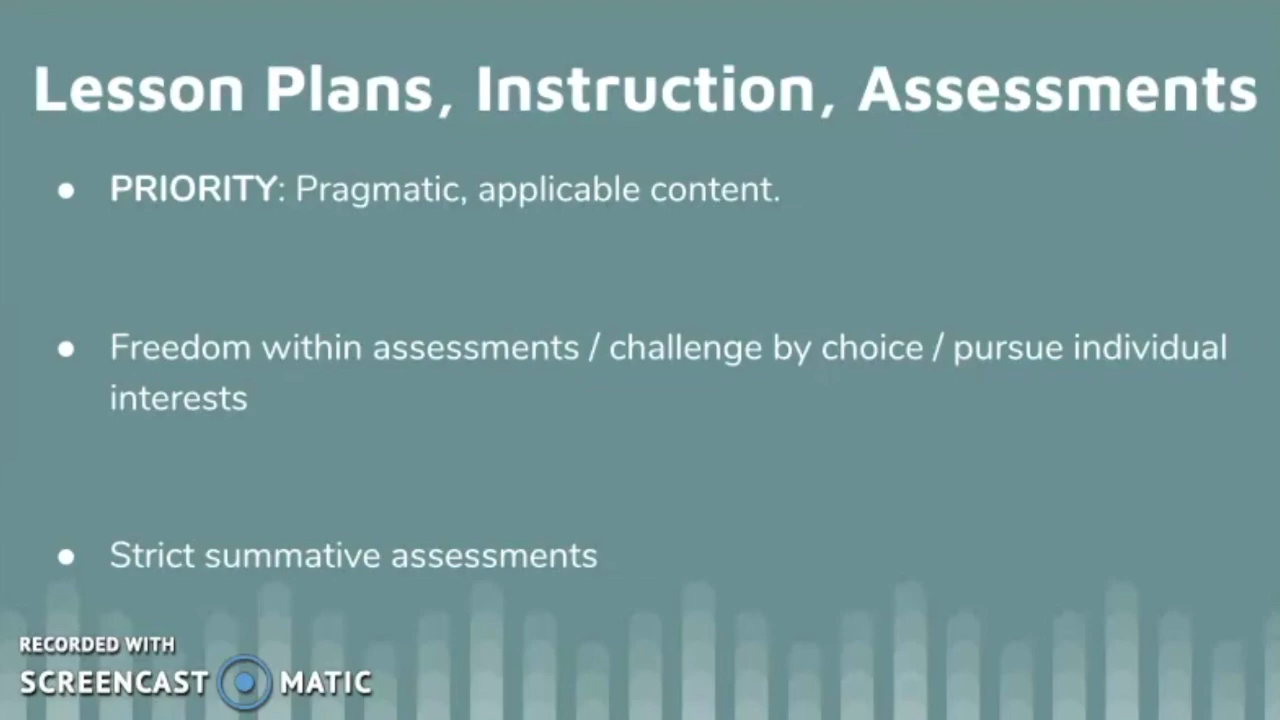 Lesson Plans, Instruction, Assessments
● PRIORITY: Pragmatic, applicable content.
● Freedom within assessments / challenge by choice / pursue individual
interests
● Strict summative assessments
RECORDED WITH
SCREENCAST MATIC